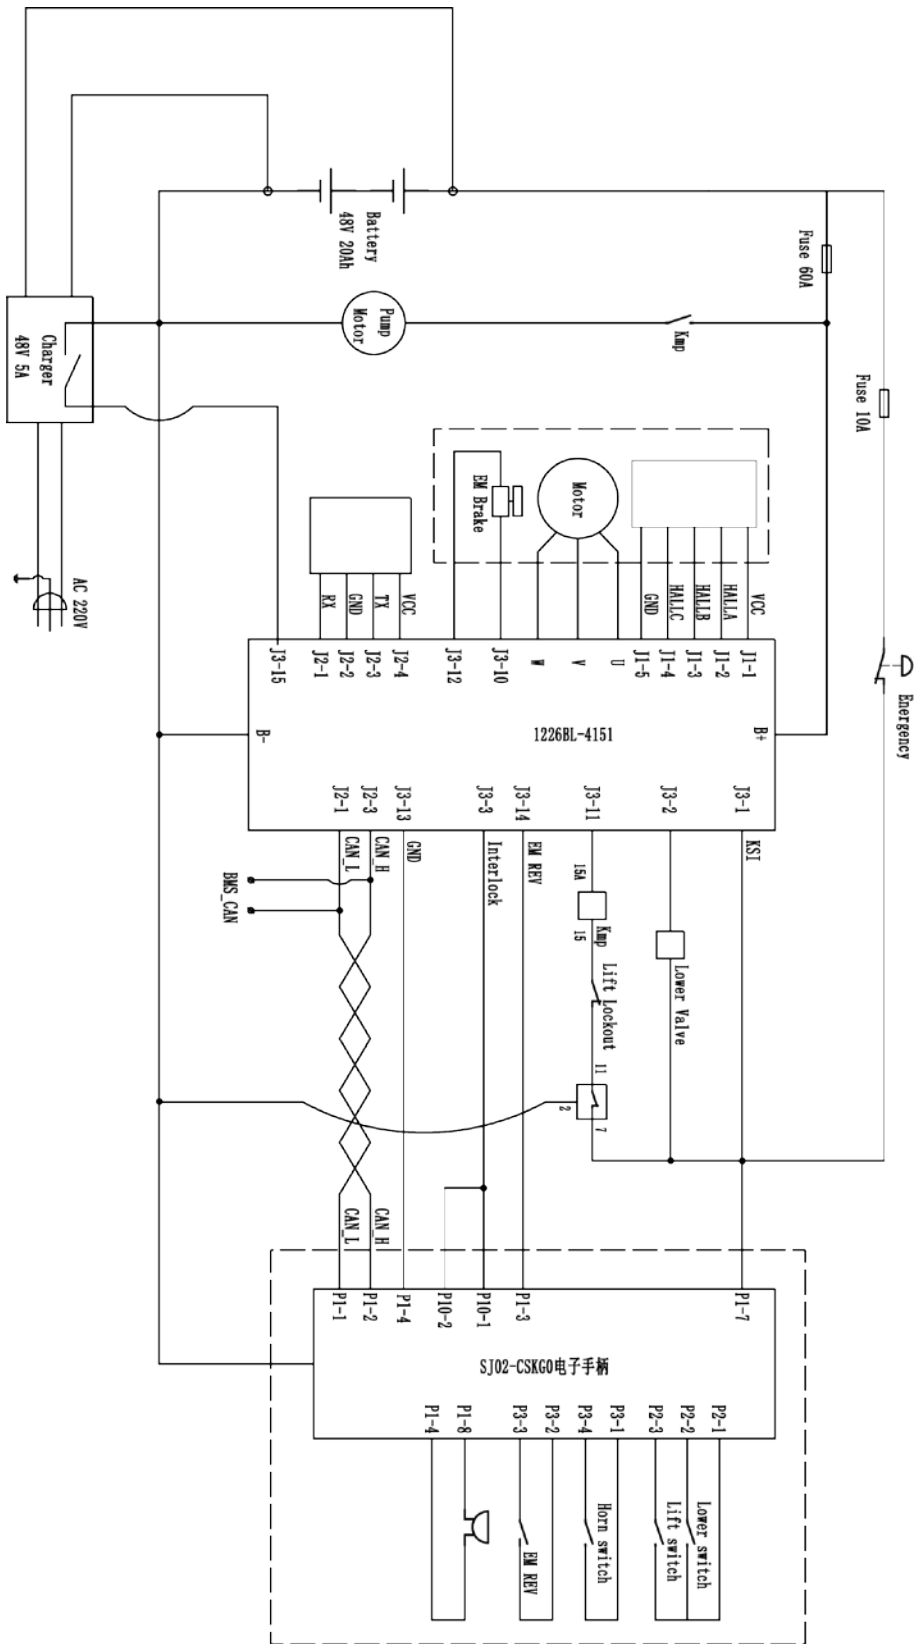 Battery
48V 20Ah
Fuse 60A
Pump
Motor
Kmp
Charger
48V 5A
Fuse 10A
EM Brake
Motor
AC 220V
RX
GND
TX
VCC
GND
HALLC
HALLB
HALLA
VCC
Energency
J3-15
J2-1
J2-2
J2-3
J2-4
J3-12
J3-10
W
V
U
J1-5
J1-4
J1-3
J1-2
J1-1
B-
1226BL-4151
B+
J2-1
J2-3
J3-13
J3-3
J3-14
J3-11
J3-2
J3-1
CAN_L
CAN_H
GND
Interlock
EM REV
15A
KSI
BMS_CAN
15
Kmp
Lift Lockout
Lower Valve
11
2
7
CAN_L
CAN_H
P1-1
P1-2
P1-4
P10-2
P10-1
P1-3
P1-7
SJ02-CSKG0电子手柄
P1-4
P1-8
P3-3
P3-2
P3-4
P3-1
P2-3
P2-2
P2-1
EM REV
Horn switch
Lift switch
Lower switch